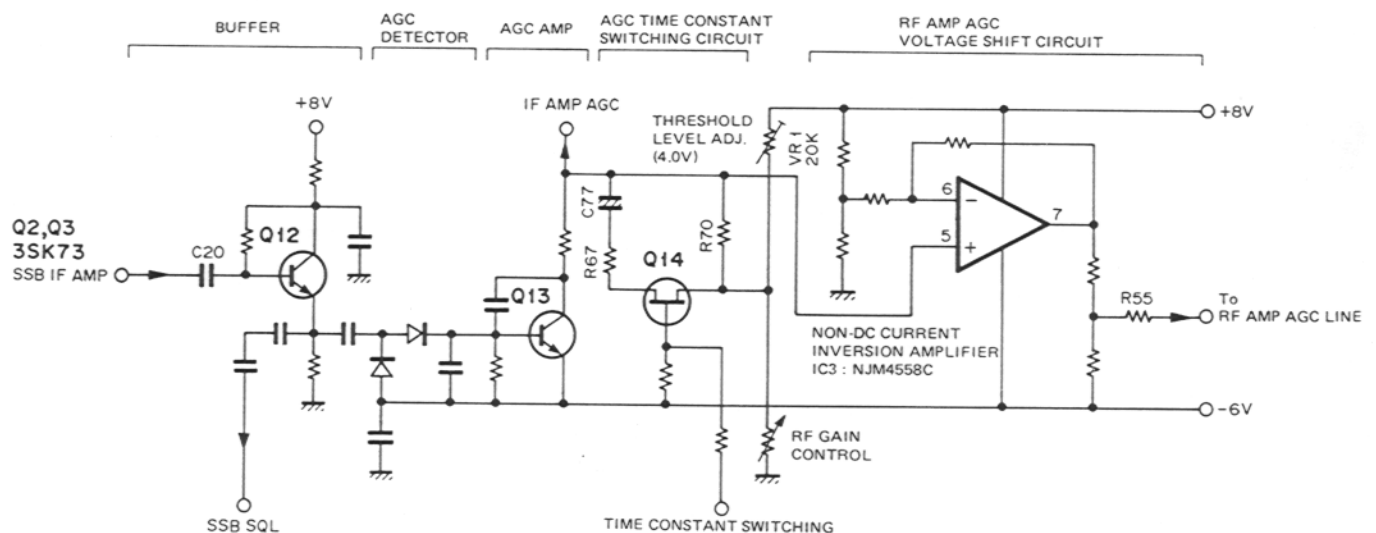 BUFFER
AGC
DETECTOR
AGC AMP
AGC TIME CONSTANT
SWITCHING CIRCUIT
RF AMP AGC
VOLTAGE SHIFT CIRCUIT
+8V
IF AMP AGC
THRESHOLD
LEVEL ADJ.
(4.0V)
VR1
20K
+8V
Q2,Q3
3SK73
SSB IF AMP
C20
Q12
C77
R67
R70
Q14
Q13
6
5
7
−
+
R55
To
RF AMP AGC LINE
NON-DC CURRENT
INVERSION AMPLIFIER
IC3 : NJM4558C
-6V
RF GAIN
CONTROL
SSB SQL
TIME CONSTANT SWITCHING